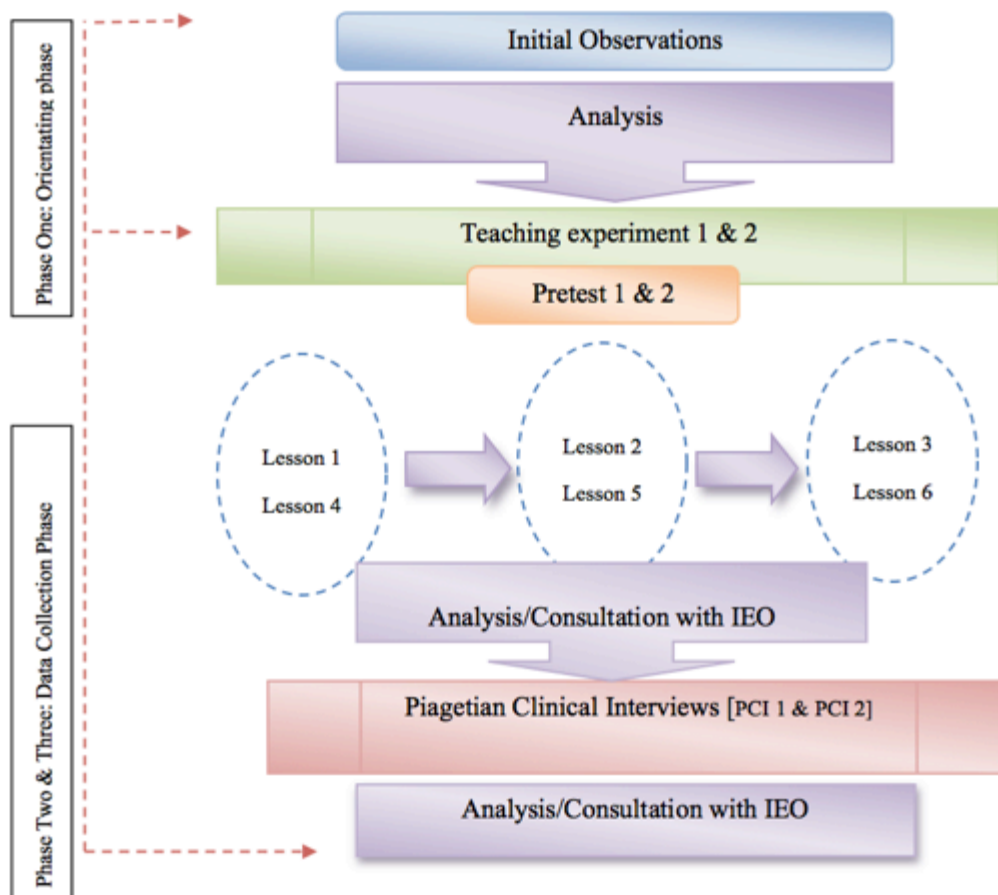 Phase One: Orientating phase
Initial Observations
Analysis
Teaching experiment 1 & 2
Pretest 1 & 2
Phase Two & Three: Data Collection Phase
Lesson 1
Lesson 4
Lesson 2
Lesson 5
Lesson 3
Lesson 6
Analysis/Consultation with IEO
Piagetian Clinical Interviews [PCI 1 & PCI 2]
Analysis/Consultation with IEO